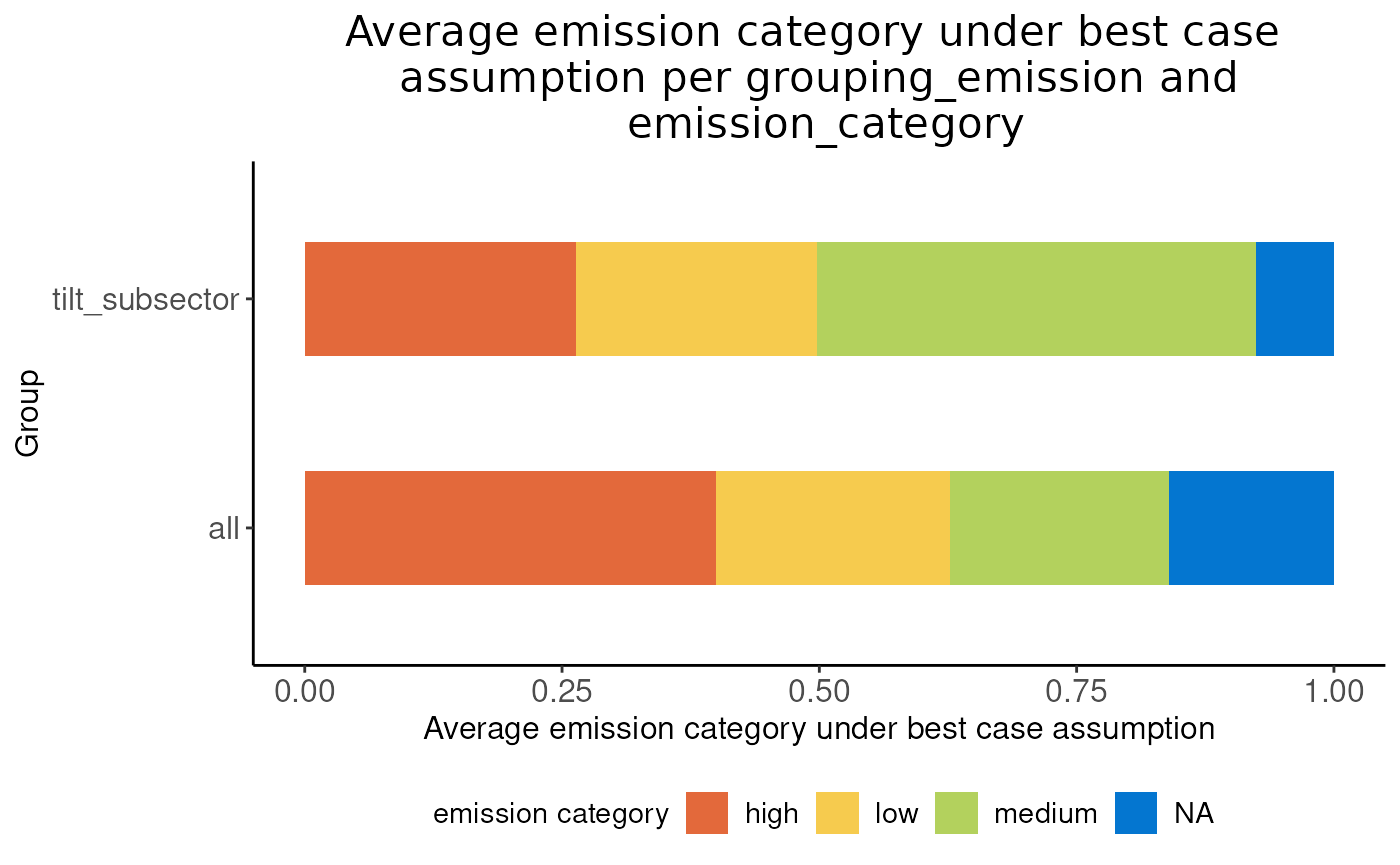 Average emission category under best case
assumption per grouping_emission and
emission_category
tilt_subsector
Group
all
0.00 0.25 0.50 0.75 1.00
Average emission category under best case assumption
emission category high low medium NA